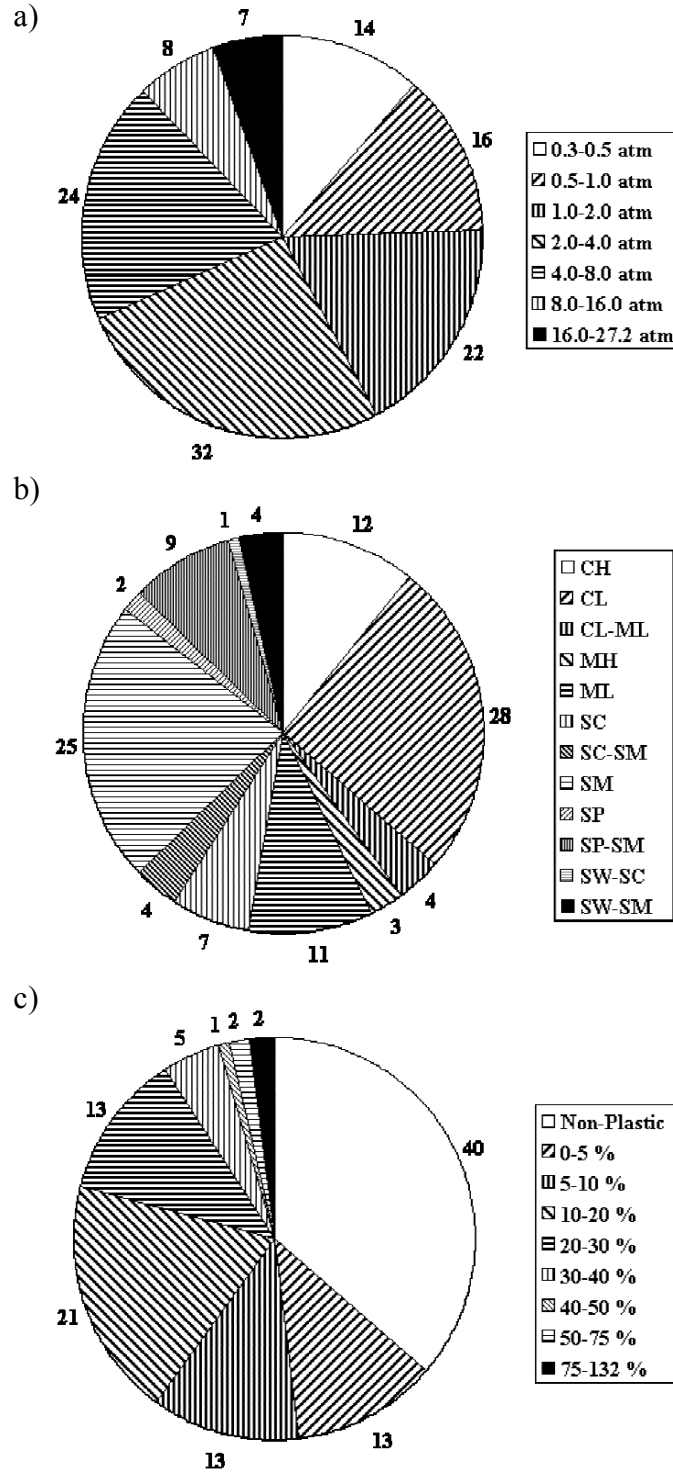 a)
7
14
8
16
24
22
32
0.3-0.5 atm
0.5-1.0 atm
1.0-2.0 atm
2.0-4.0 atm
4.0-8.0 atm
8.0-16.0 atm
16.0-27.2 atm
b)
1
4
12
9
2
28
25
4
4
3
7
11
CH
CL
CL-ML
MH
ML
SC
SC-SM
SM
SP
SP-SM
SW-SC
SW-SM
c)
1
2
2
5
13
40
21
13
13
Non-Plastic
0-5 %
5-10 %
10-20 %
20-30 %
30-40 %
40-50 %
50-75 %
75-132 %